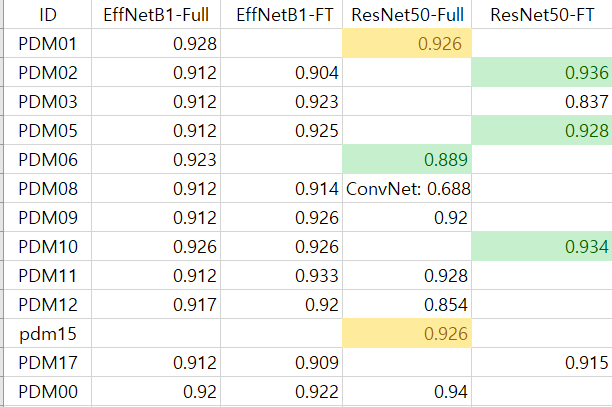 ID EffNetB1-Full EffNetB1-FT ResNet50-Full ResNet50-FT
PDM01 0.928 0.926
PDM02 0.912 0.904 0.936
PDM03 0.912 0.923 0.837
PDM05 0.912 0.925 0.928
PDM06 0.923 0.889
PDM08 0.912 0.914 ConvNet: 0.688
PDM09 0.912 0.926 0.92
PDM10 0.926 0.926 0.934
PDM11 0.912 0.933 0.928
PDM12 0.917 0.92 0.854
pdm15 0.926
PDM17 0.912 0.909 0.915
PDM00 0.92 0.922 0.94